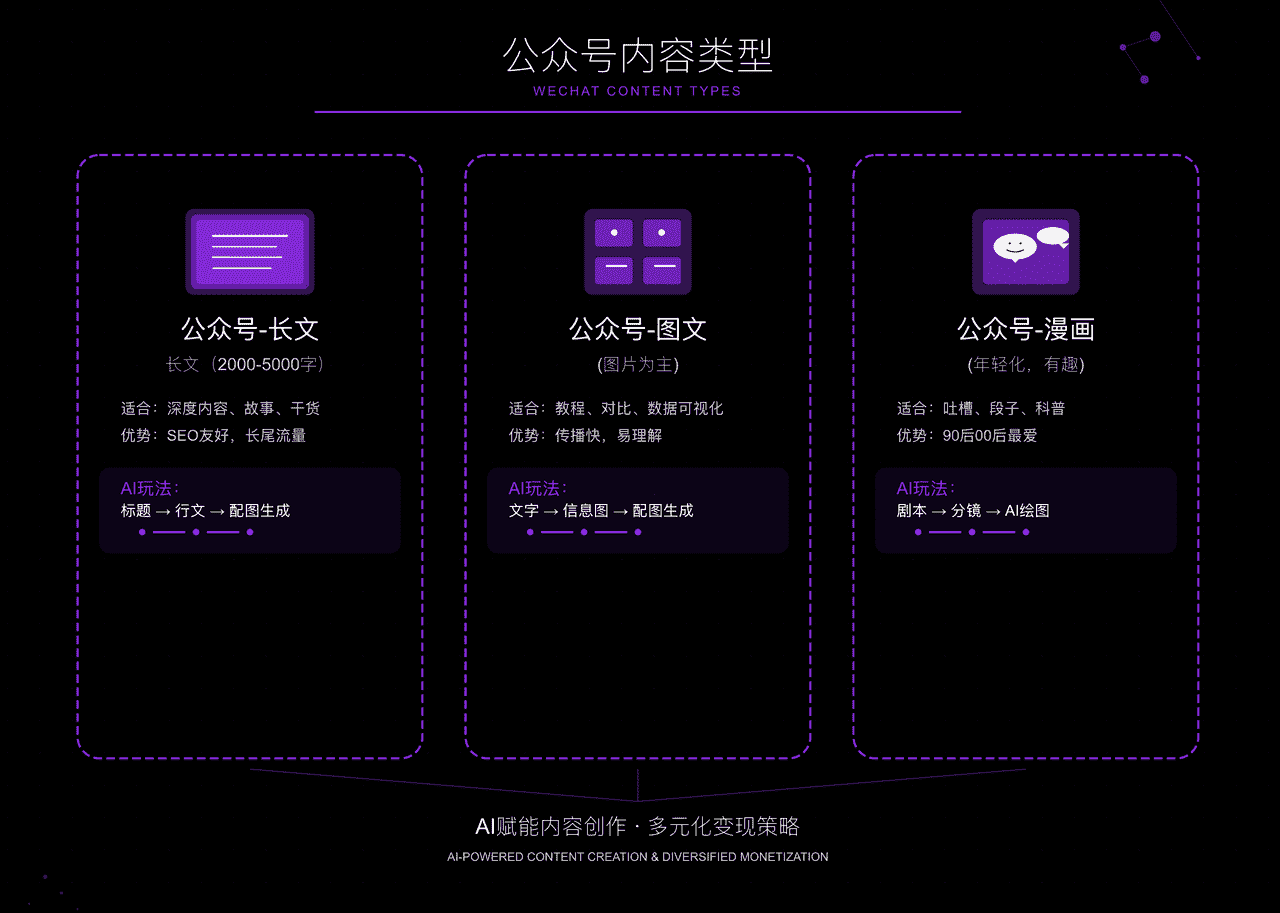 公众号内容类型
WECHAT CONTENT TYPES
公众号-长文
长文（2000-5000字）
适合：深度内容、故事、干货
优势：SEO友好，长尾流量
AI玩法：
标题 → 行文 → 配图生成
公众号-图文
(图片为主)
适合：教程、对比、数据可视化
优势：传播快，易理解
AI玩法：
文字 → 信息图 → 配图生成
公众号-漫画
(年轻化，有趣)
适合：吐槽、段子、科普
优势：90后00后最爱
AI玩法：
剧本 → 分镜 → AI绘图
AI赋能内容创作 · 多元化变现策略
AI-POWERED CONTENT CREATION & DIVERSIFIED MONETIZATION